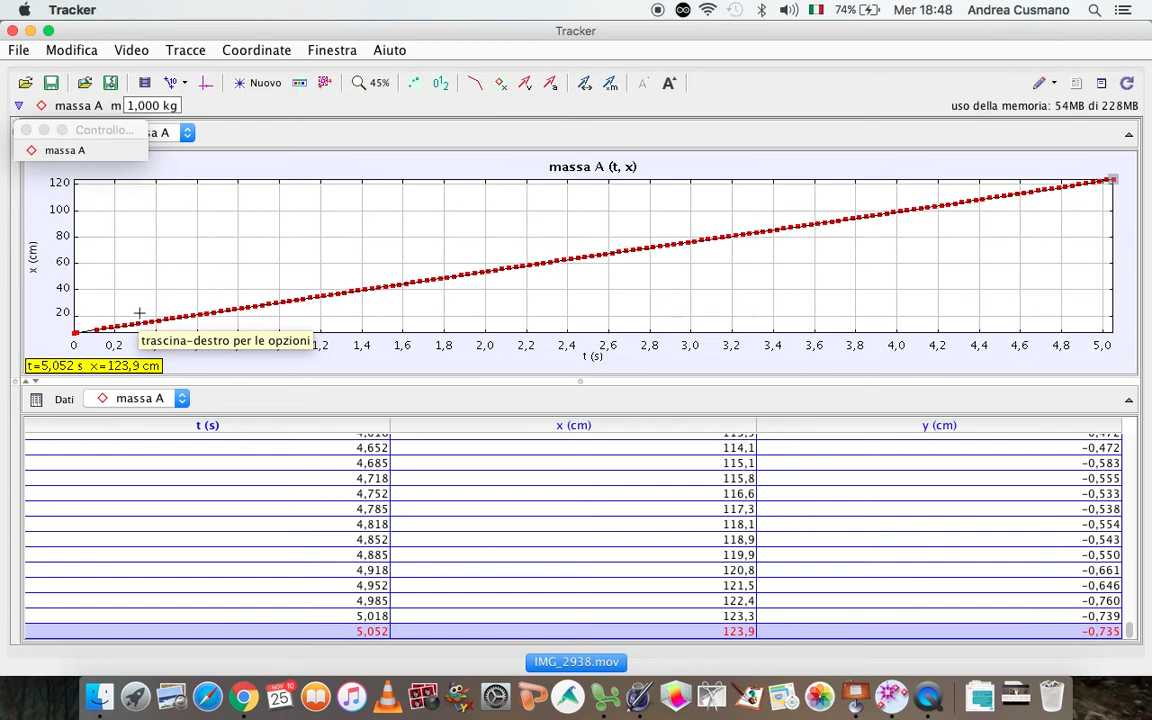 Tracker
74%
Mer 18:48
Andrea Cusmano
Tracker
File
Modifica
Video
Tracce
Coordinate
Finestra
Aiuto
Nuovo
45%
massa A m 1,000 kg
uso della memoria: 54MB di 228MB
Controllo...
sa A
massa A
massa A (t, x)
120
100
80
60
40
20
x (cm)
0 0,2 1,2 1,4 1,6 1,8 2,0 2,2 2,4 2,6 2,8 3,0 3,2 3,4 3,6 3,8 4,0 4,2 4,4 4,6 4,8 5,0
trascina-destro per le opzioni
t (s)
t=5,052 s x=123,9 cm
Dati
massa A
t (s) x (cm) y (cm)
4,652 114,1 −0,472
4,685 115,1 −0,583
4,718 115,8 −0,555
4,752 116,6 −0,533
4,785 117,3 −0,538
4,818 118,1 −0,554
4,852 118,9 −0,543
4,885 119,9 −0,550
4,918 120,8 −0,661
4,952 121,5 −0,646
4,985 122,4 −0,760
5,018 123,3 −0,739
5,052 123,9 −0,735
IMG_2938.mov